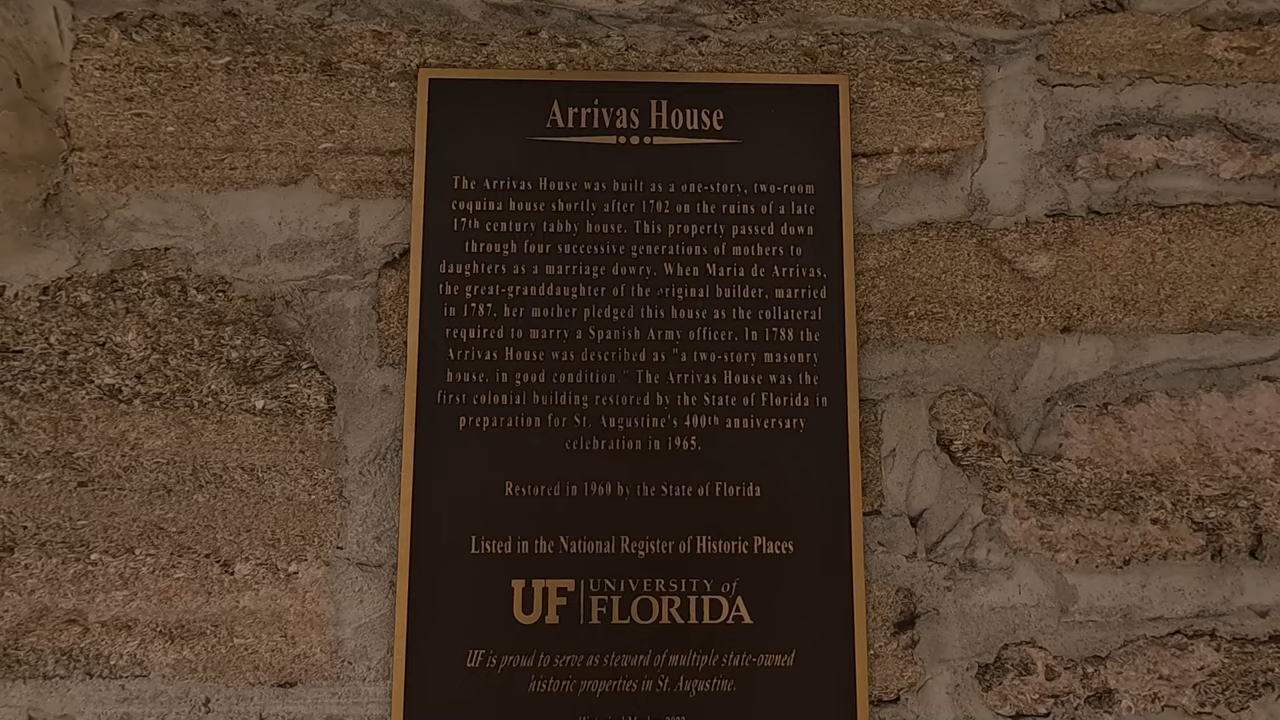 Arrivas House
The Arrivas House was built as a one-story, two-room
coquina house shortly after 1702 on the ruins of a late
17th century tabby house. This property passed down
through four successive generations of mothers to
daughters as a marriage dowry. When Maria de Arrivas,
the great-granddaughter of the original builder, married
in 1787, her mother pledged this house as the collateral
required to marry a Spanish Army officer. In 1788 the
Arrivas House was described as "a two-story masonry
house, in good condition." The Arrivas House was the
first colonial building restored by the State of Florida in
preparation for St. Augustine's 400th anniversary
celebration in 1965.
Restored in 1960 by the State of Florida
Listed in the National Register of Historic Places
UF UNIVERSITY of
FLORIDA
UF is proud to serve as steward of multiple state-owned
historic properties in St. Augustine.